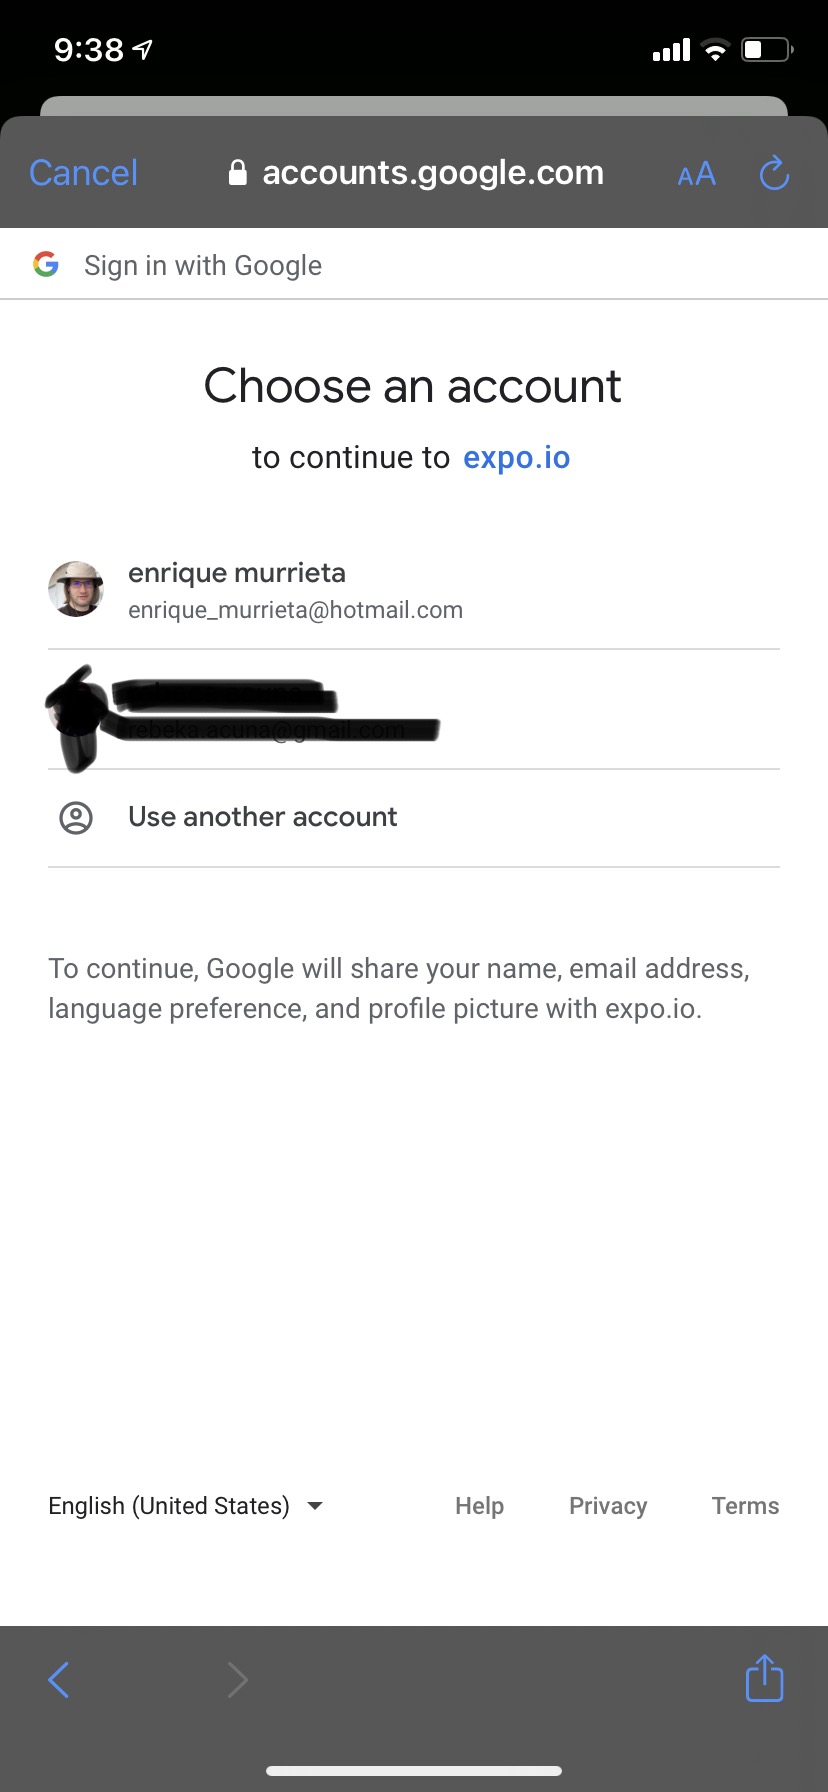 9:38
Cancel
accounts.google.com
AA
Sign in with Google
Choose an account
to continue to expo.io
enrique murrieta
enrique_murrieta@hotmail.com
Use another account
To continue, Google will share your name, email address,
language preference, and profile picture with expo.io.
English (United States)
Help
Privacy
Terms